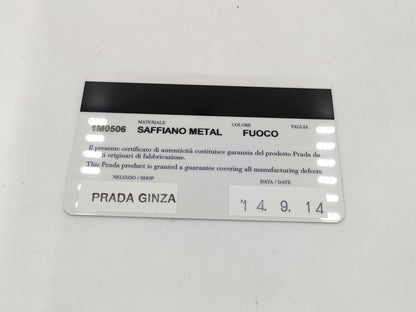 MATERIALE COLORE TAGLIA
1M0506 SAFFIANO METAL FUOCO
Il presente certificato di autenticità costituisce garanzia del prodotto Prada da
i originari di fabbricazione.
This Prada product is granted a guarantee covering all manufacturing defects.
NEGOZIO / SHOP DATA / DATE
PRADA GINZA '14.9.14